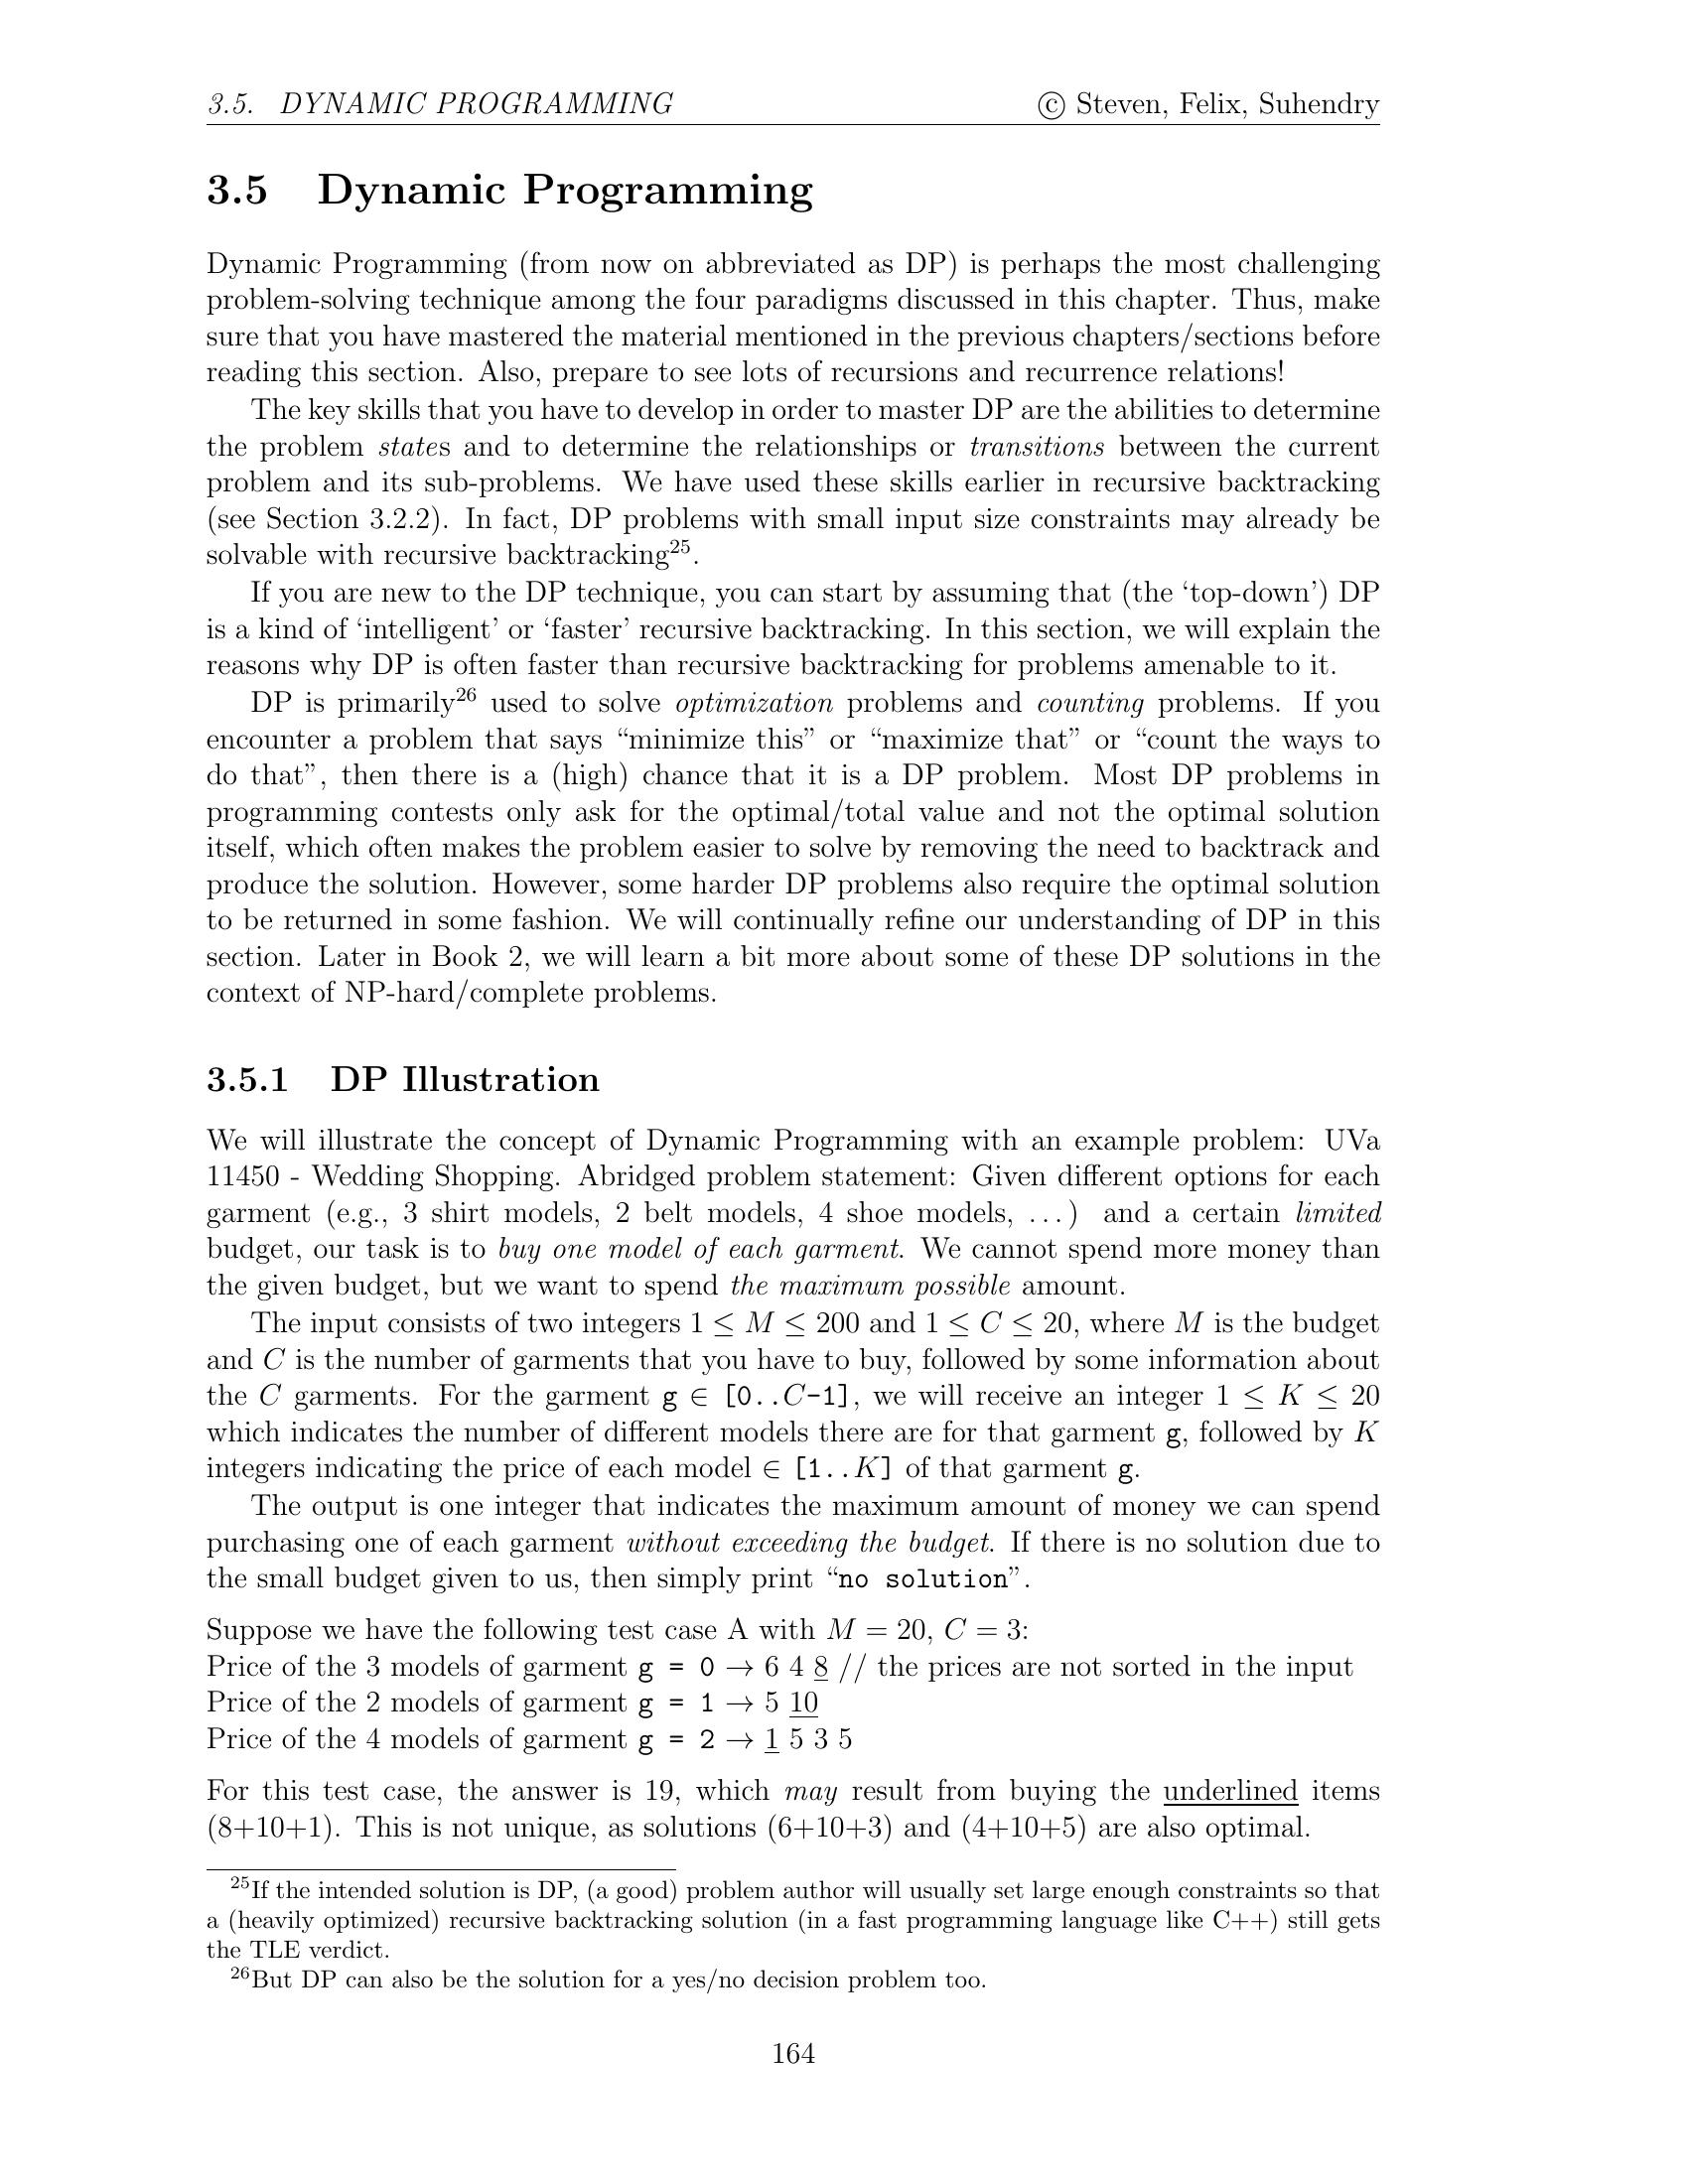 3.5. DYNAMIC PROGRAMMING © Steven, Felix, Suhendry
3.5 Dynamic Programming
Dynamic Programming (from now on abbreviated as DP) is perhaps the most challenging
problem-solving technique among the four paradigms discussed in this chapter. Thus, make
sure that you have mastered the material mentioned in the previous chapters/sections before
reading this section. Also, prepare to see lots of recursions and recurrence relations!
The key skills that you have to develop in order to master DP are the abilities to determine
the problem states and to determine the relationships or transitions between the current
problem and its sub-problems. We have used these skills earlier in recursive backtracking
(see Section 3.2.2). In fact, DP problems with small input size constraints may already be
solvable with recursive backtracking25.
If you are new to the DP technique, you can start by assuming that (the ‘top-down’) DP
is a kind of ‘intelligent’ or ‘faster’ recursive backtracking. In this section, we will explain the
reasons why DP is often faster than recursive backtracking for problems amenable to it.
DP is primarily26 used to solve optimization problems and counting problems. If you
encounter a problem that says “minimize this” or “maximize that” or “count the ways to
do that”, then there is a (high) chance that it is a DP problem. Most DP problems in
programming contests only ask for the optimal/total value and not the optimal solution
itself, which often makes the problem easier to solve by removing the need to backtrack and
produce the solution. However, some harder DP problems also require the optimal solution
to be returned in some fashion. We will continually refine our understanding of DP in this
section. Later in Book 2, we will learn a bit more about some of these DP solutions in the
context of NP-hard/complete problems.
3.5.1 DP Illustration
We will illustrate the concept of Dynamic Programming with an example problem: UVa
11450 - Wedding Shopping. Abridged problem statement: Given different options for each
garment (e.g., 3 shirt models, 2 belt models, 4 shoe models, ...) and a certain limited
budget, our task is to buy one model of each garment. We cannot spend more money than
the given budget, but we want to spend the maximum possible amount.
The input consists of two integers 1 ≤ M ≤ 200 and 1 ≤ C ≤ 20, where M is the budget
and C is the number of garments that you have to buy, followed by some information about
the C garments. For the garment g ∈ [0..C-1], we will receive an integer 1 ≤ K ≤ 20
which indicates the number of different models there are for that garment g, followed by K
integers indicating the price of each model ∈ [1..K] of that garment g.
The output is one integer that indicates the maximum amount of money we can spend
purchasing one of each garment without exceeding the budget. If there is no solution due to
the small budget given to us, then simply print “no solution”.
Suppose we have the following test case A with M = 20, C = 3:
Price of the 3 models of garment g = 0 → 6 4 8 // the prices are not sorted in the input
Price of the 2 models of garment g = 1 → 5 10
Price of the 4 models of garment g = 2 → 1 5 3 5
For this test case, the answer is 19, which may result from buying the underlined items
(8+10+1). This is not unique, as solutions (6+10+3) and (4+10+5) are also optimal.
25If the intended solution is DP, (a good) problem author will usually set large enough constraints so that
a (heavily optimized) recursive backtracking solution (in a fast programming language like C++) still gets
the TLE verdict.
26But DP can also be the solution for a yes/no decision problem too.
164